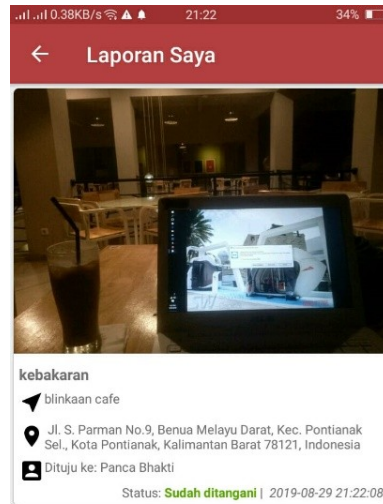 0.38KB/s 21:22 34%
Laporan Saya
kebakaran
blinkaan cafe
Jl. S. Parman No.9, Benua Melayu Darat, Kec. Pontianak
Sel., Kota Pontianak, Kalimantan Barat 78121, Indonesia
Dituju ke: Panca Bhakti
Status: Sudah ditangani | 2019-08-29 21:22:08